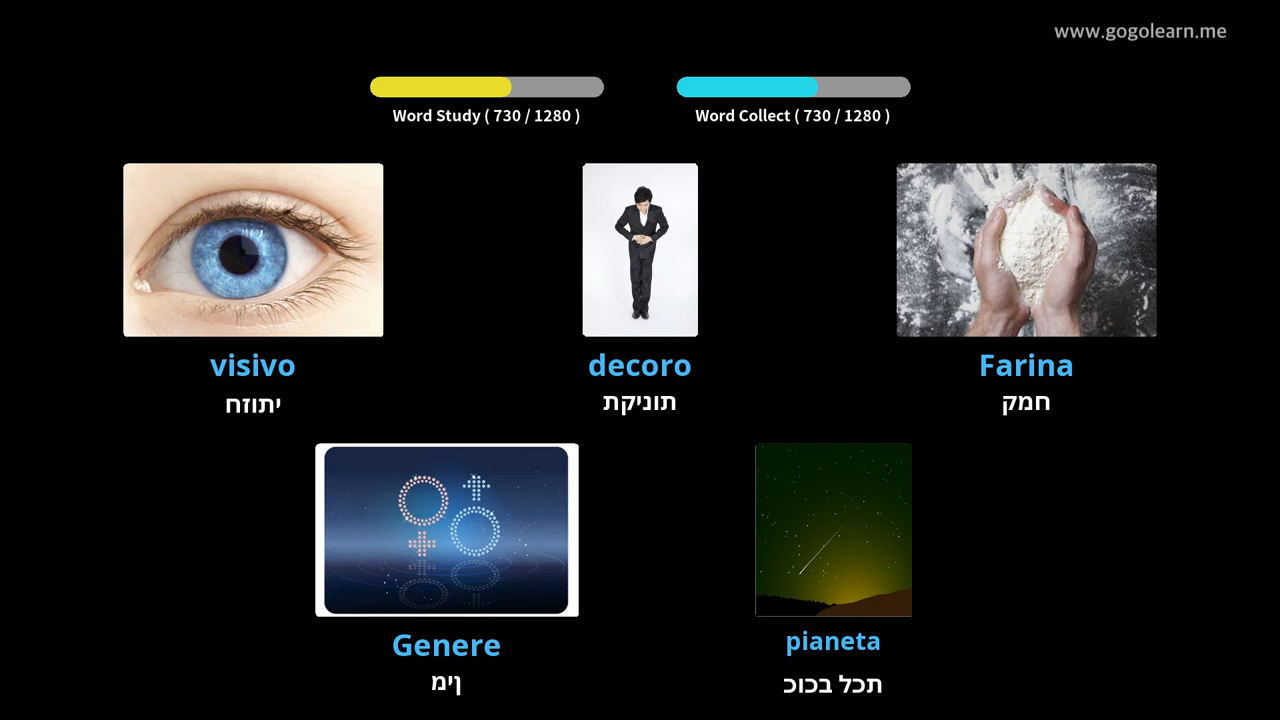 www.gogolearn.me
Word Study ( 730 / 1280 )
Word Collect ( 730 / 1280 )
visivo
יתוזח
decoro
תוניקת
Farina
חמק
Genere
ןימ
pianeta
תכל בכוכ